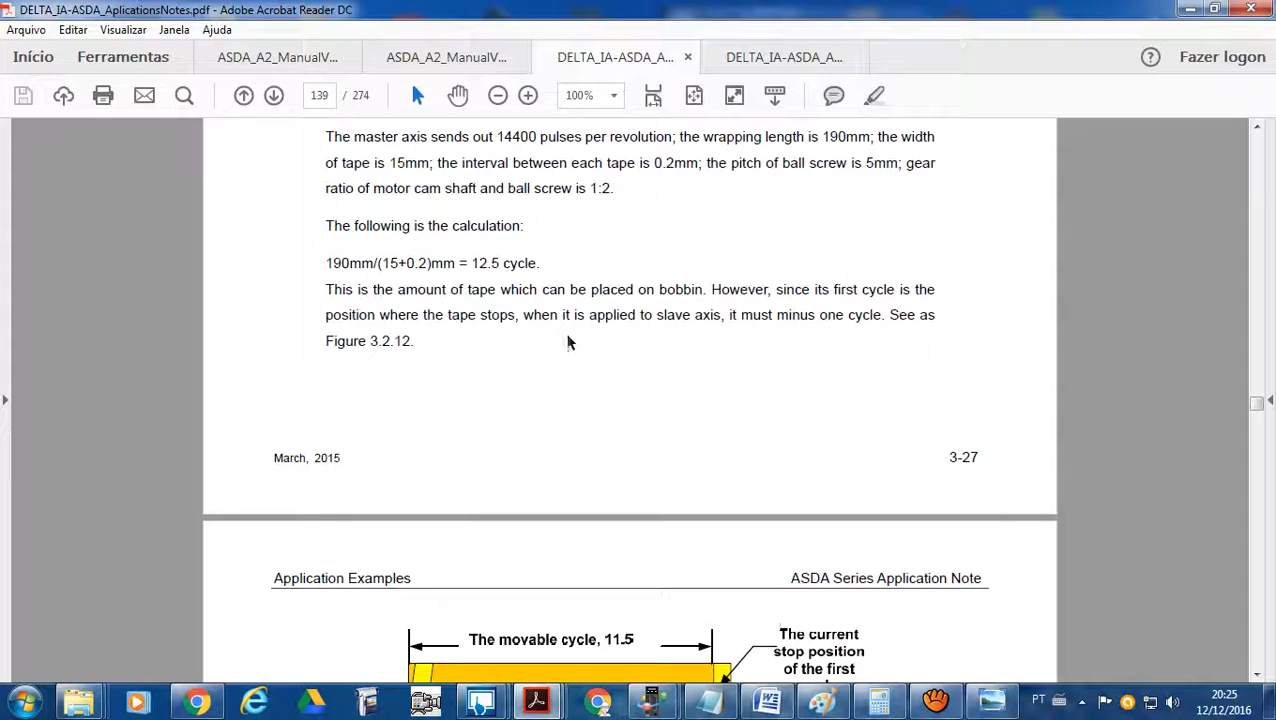 DELTA_IA-ASDA_AplicationsNotes.pdf - Adobe Acrobat Reader DC
Arquivo Editar Visualizar Janela Ajuda
Início Ferramentas ASDA_A2_ManualV... ASDA_A2_ManualV... DELTA_IA-ASDA_A... × DELTA_IA-ASDA_A... ? Fazer logon
139 / 274 100%
The master axis sends out 14400 pulses per revolution; the wrapping length is 190mm; the width
of tape is 15mm; the interval between each tape is 0.2mm; the pitch of ball screw is 5mm; gear
ratio of motor cam shaft and ball screw is 1:2.
The following is the calculation:
190mm/(15+0.2)mm = 12.5 cycle.
This is the amount of tape which can be placed on bobbin. However, since its first cycle is the
position where the tape stops, when it is applied to slave axis, it must minus one cycle. See as
Figure 3.2.12.
March, 2015 3-27
Application Examples ASDA Series Application Note
The movable cycle, 11.5
The current
stop position
of the first
PT 20:25
12/12/2016